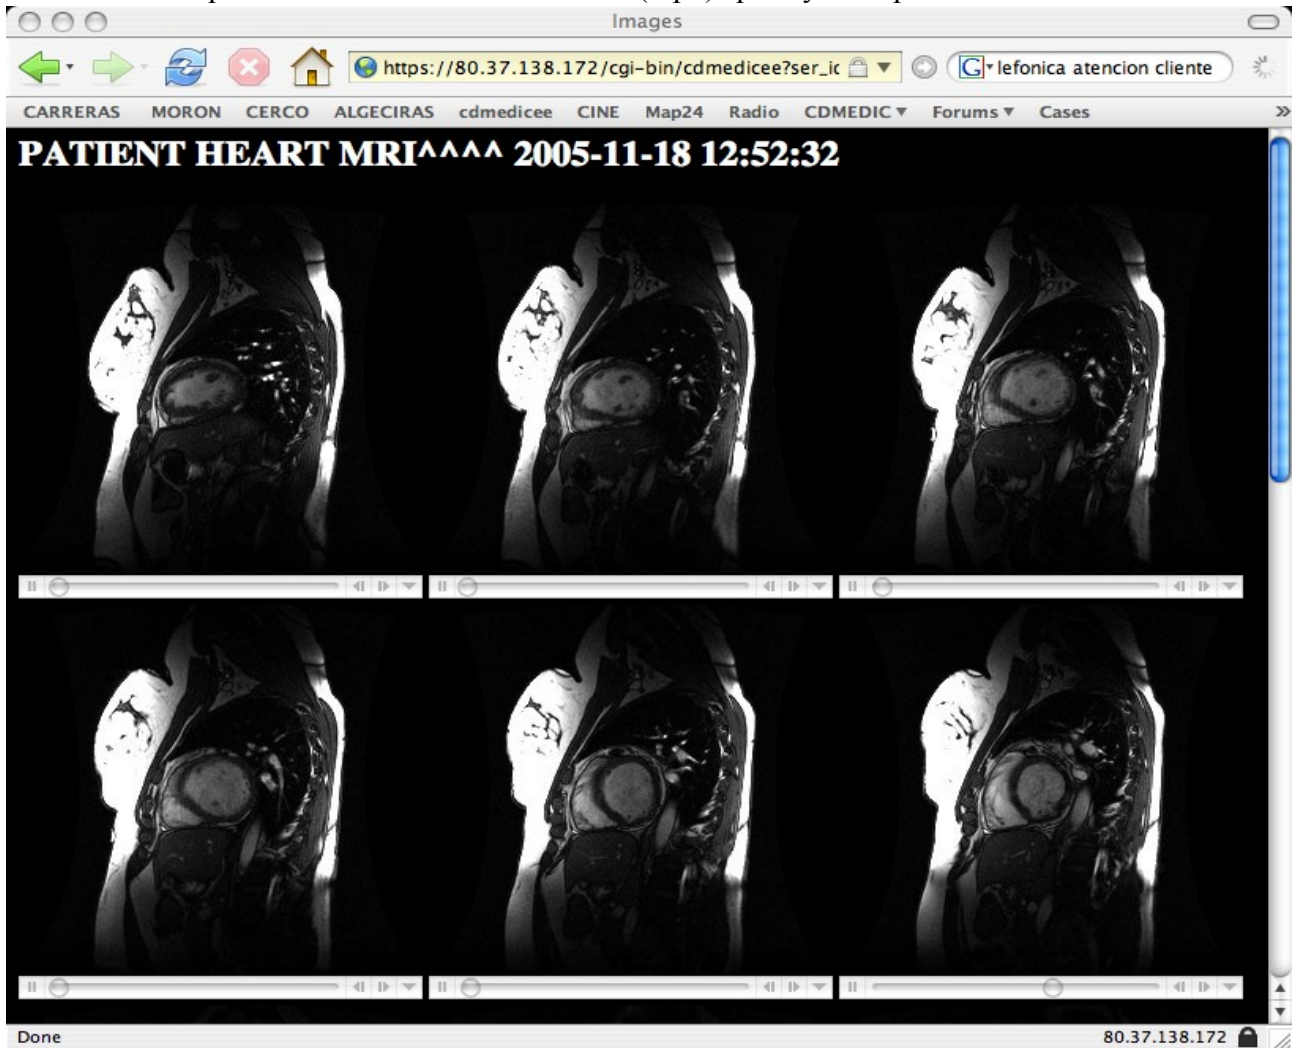 Images
https://80.37.138.172/cgi-bin/cdmedicee?ser_ic
G lefonica atencion cliente
CARRERAS MORON CERCO ALGECIRAS cdmedicee CINE Map24 Radio CDMEDIC Forums Cases
PATIENT HEART MRI^^^^ 2005-11-18 12:52:32
Done 80.37.138.172